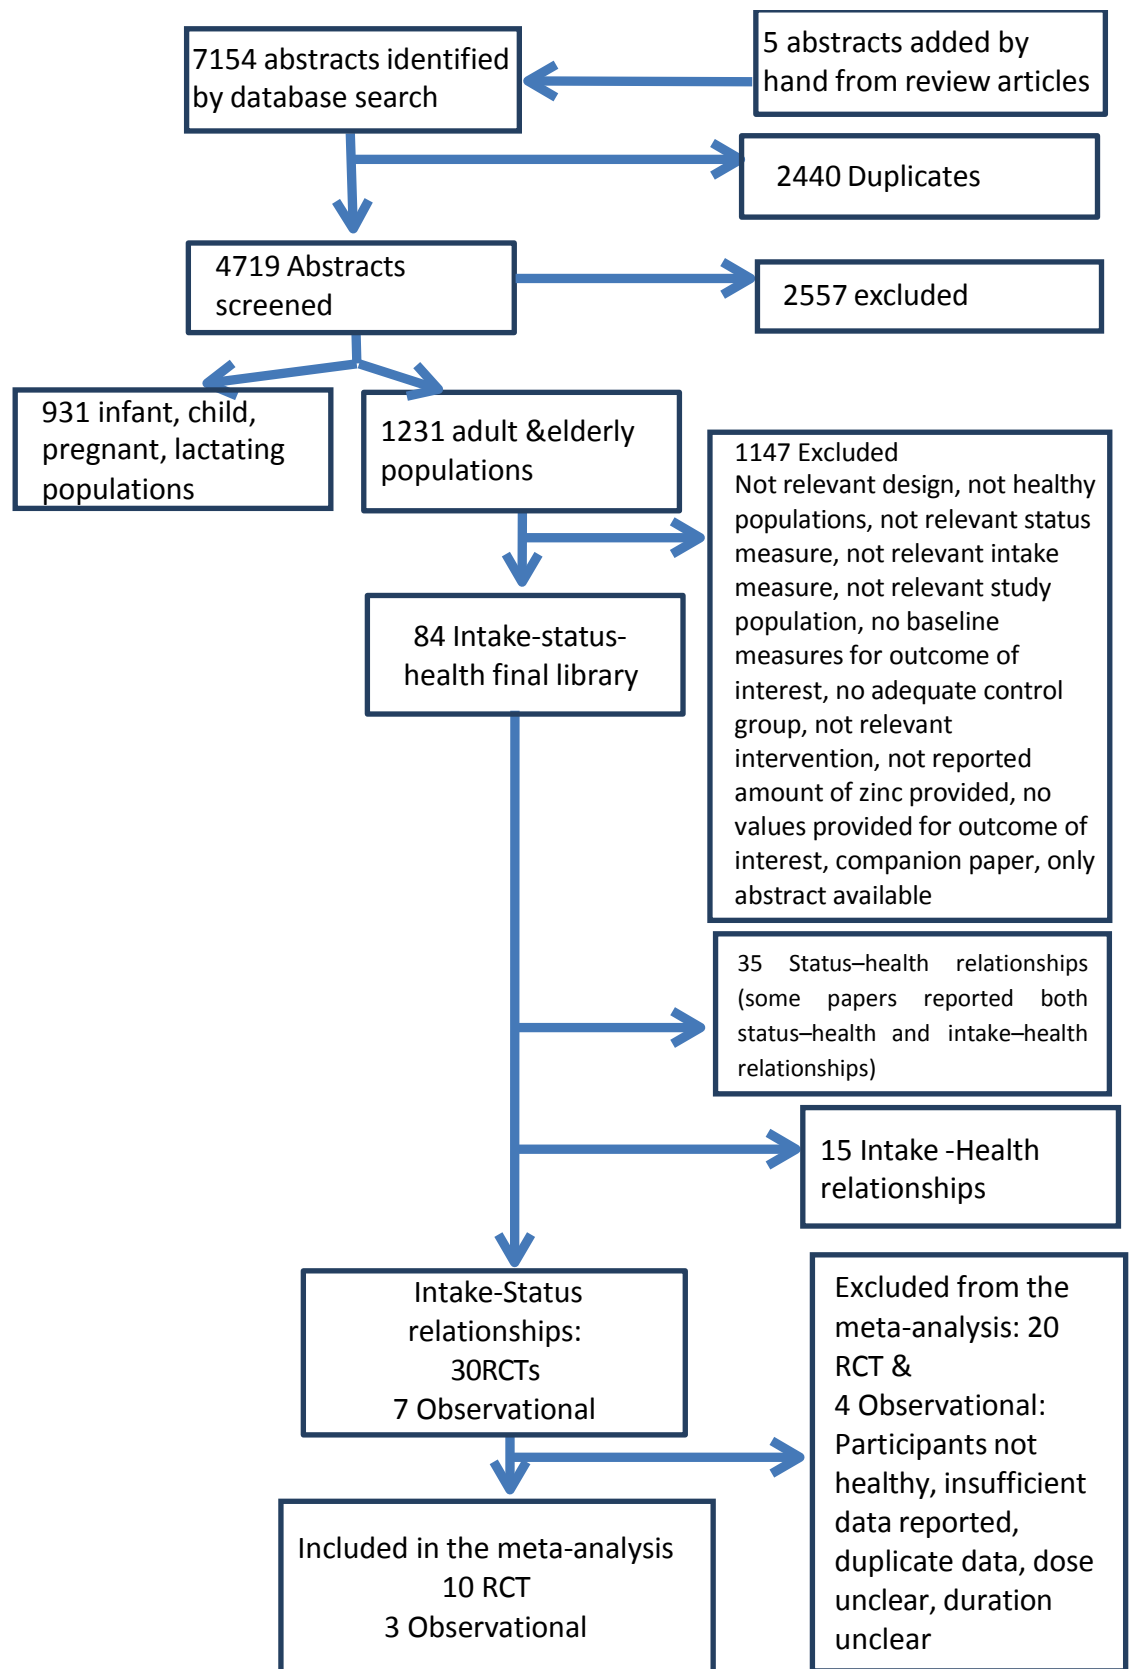 7154 abstracts identified
by database search
5 abstracts added by
hand from review articles
2440 Duplicates
4719 Abstracts
screened
2557 excluded
931 infant, child,
pregnant, lactating
populations
1231 adult &elderly
populations
1147 Excluded
Not relevant design, not healthy
populations, not relevant status
measure, not relevant intake
measure, not relevant study
population, no baseline
measures for outcome of
interest, no adequate control
group, not relevant
intervention, not reported
amount of zinc provided, no
values provided for outcome of
interest, companion paper, only
abstract available
84 Intake-status-
health final library
35 Status–health relationships
(some papers reported both
status–health and intake–health
relationships)
15 Intake -Health
relationships
Intake-Status
relationships:
30RCTs
7 Observational
Excluded from the
meta-analysis: 20
RCT &
4 Observational:
Participants not
healthy, insufficient
data reported,
duplicate data, dose
unclear, duration
unclear
Included in the meta-analysis
10 RCT
3 Observational